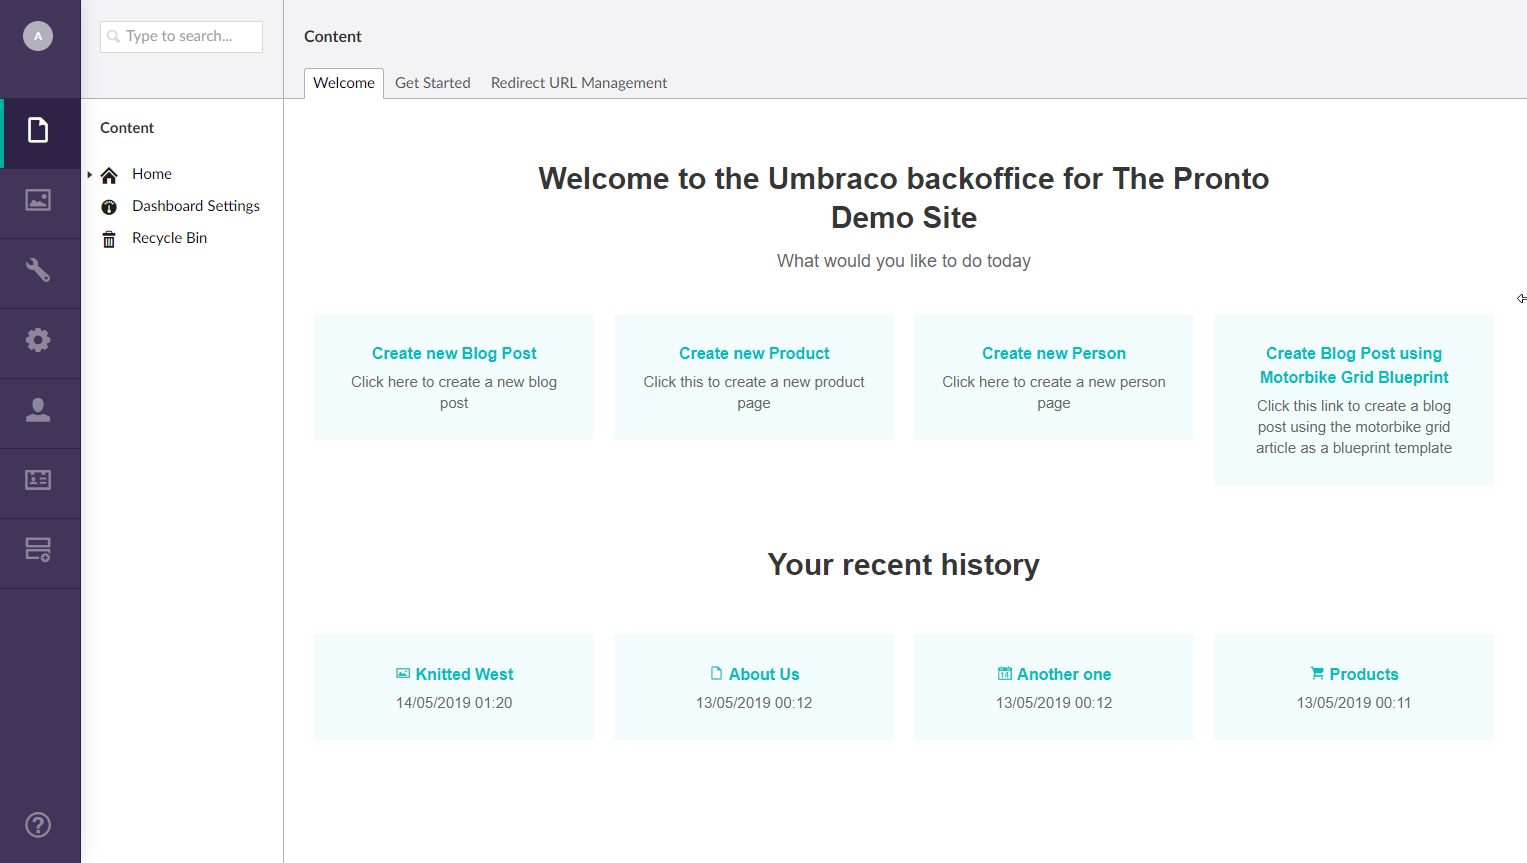 A
Type to search...
Content
Home
Dashboard Settings
Recycle Bin
Content
Welcome
Get Started
Redirect URL Management
Welcome to the Umbraco backoffice for The Pronto
Demo Site
What would you like to do today
Create new Blog Post
Click here to create a new blog
post
Create new Product
Click this to create a new product
page
Create new Person
Click here to create a new person
page
Create Blog Post using
Motorbike Grid Blueprint
Click this link to create a blog
post using the motorbike grid
article as a blueprint template
Your recent history
Knitted West
14/05/2019 01:20
About Us
13/05/2019 00:12
14 Another one
13/05/2019 00:12
Products
13/05/2019 00:11
?